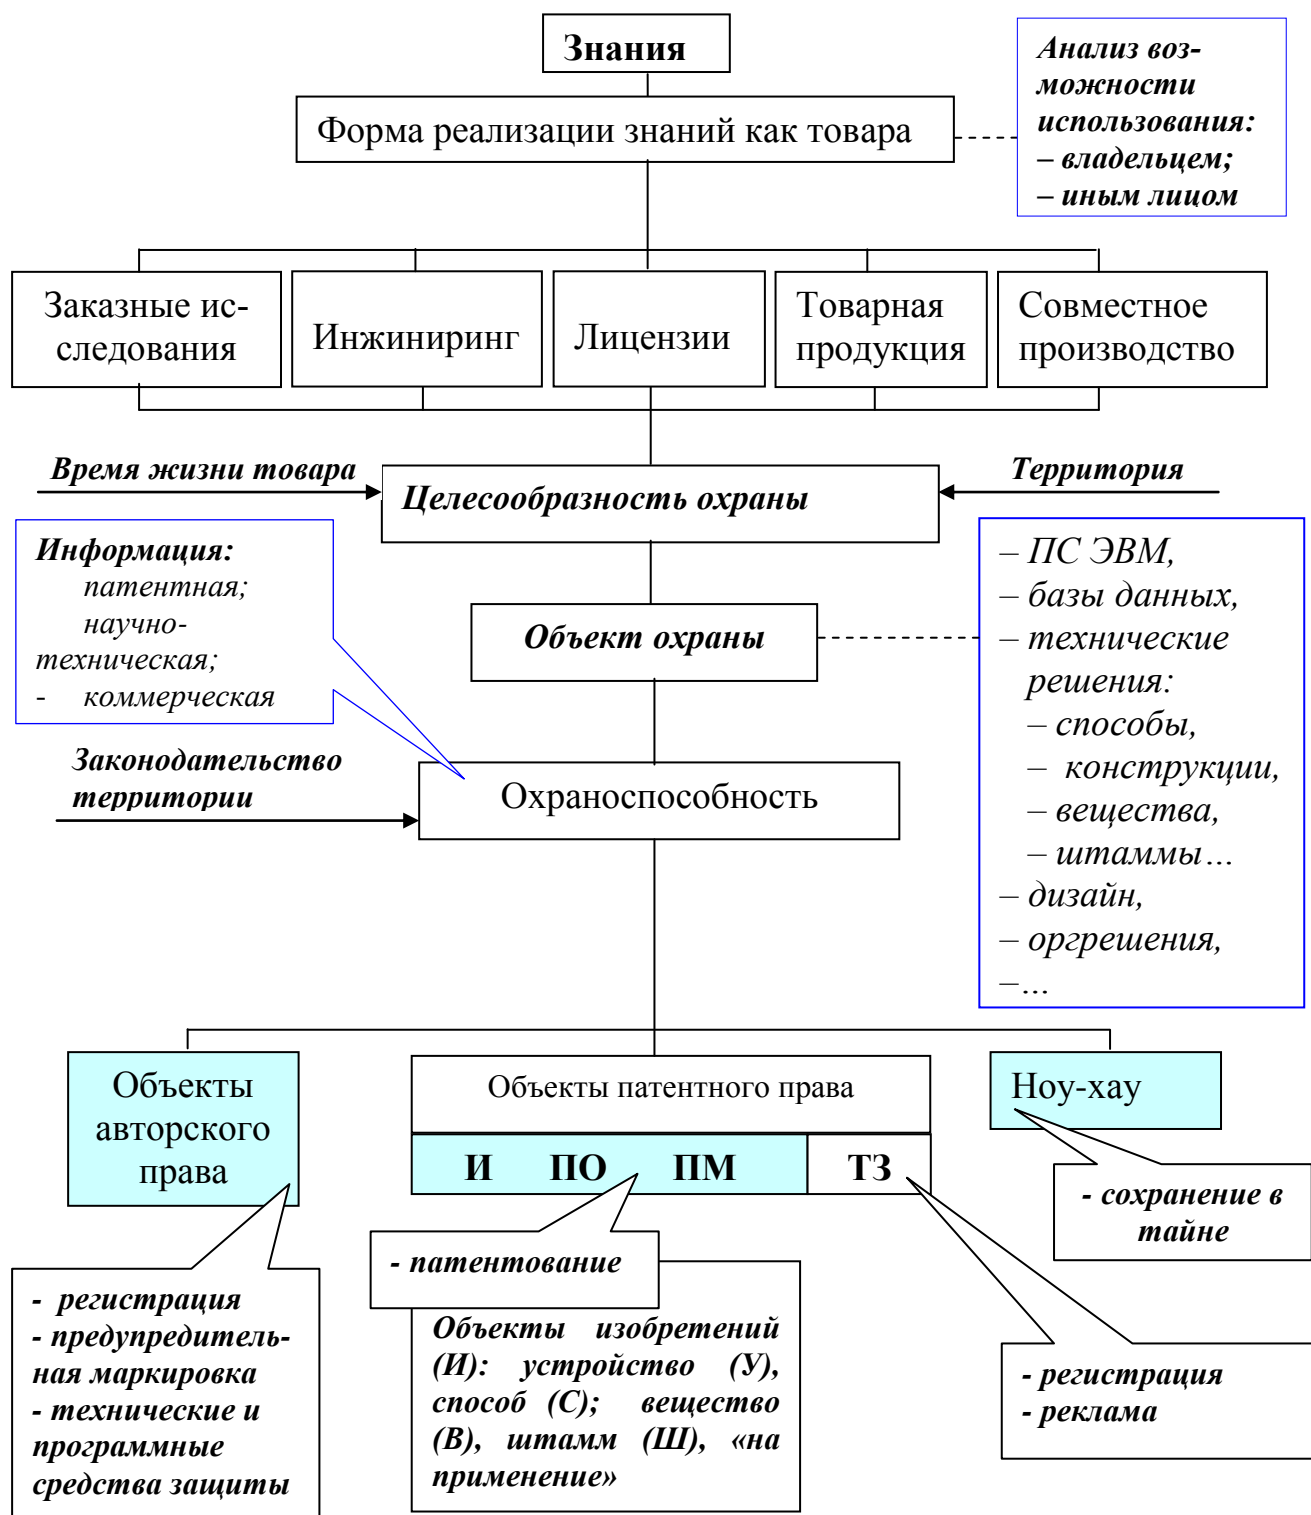 Знания
Анализ воз-
можности
использования:
– владельцем;
– иным лицом
Форма реализации знаний как товара
Заказные ис-
следования
Инжиниринг
Лицензии
Товарная
продукция
Совместное
производство
Время жизни товара
Территория
Целесообразность охраны
Информация:
патентная;
научно-
техническая;
- коммерческая
– ПС ЭВМ,
– базы данных,
– технические
решения:
– способы,
– конструкции,
– вещества,
– штаммы…
– дизайн,
– оргрешения,
–…
Объект охраны
Законодательство
территории
Охраноспособность
Объекты
авторского
права
Объекты патентного права
И ПО ПМ ТЗ
Ноу-хау
- сохранение в
тайне
- патентование
- регистрация
- предупредитель-
ная маркировка
- технические и
программные
средства защиты
Объекты изобретений
(И): устройство (У),
способ (С); вещество
(В), штамм (Ш), «на
применение»
- регистрация
- реклама